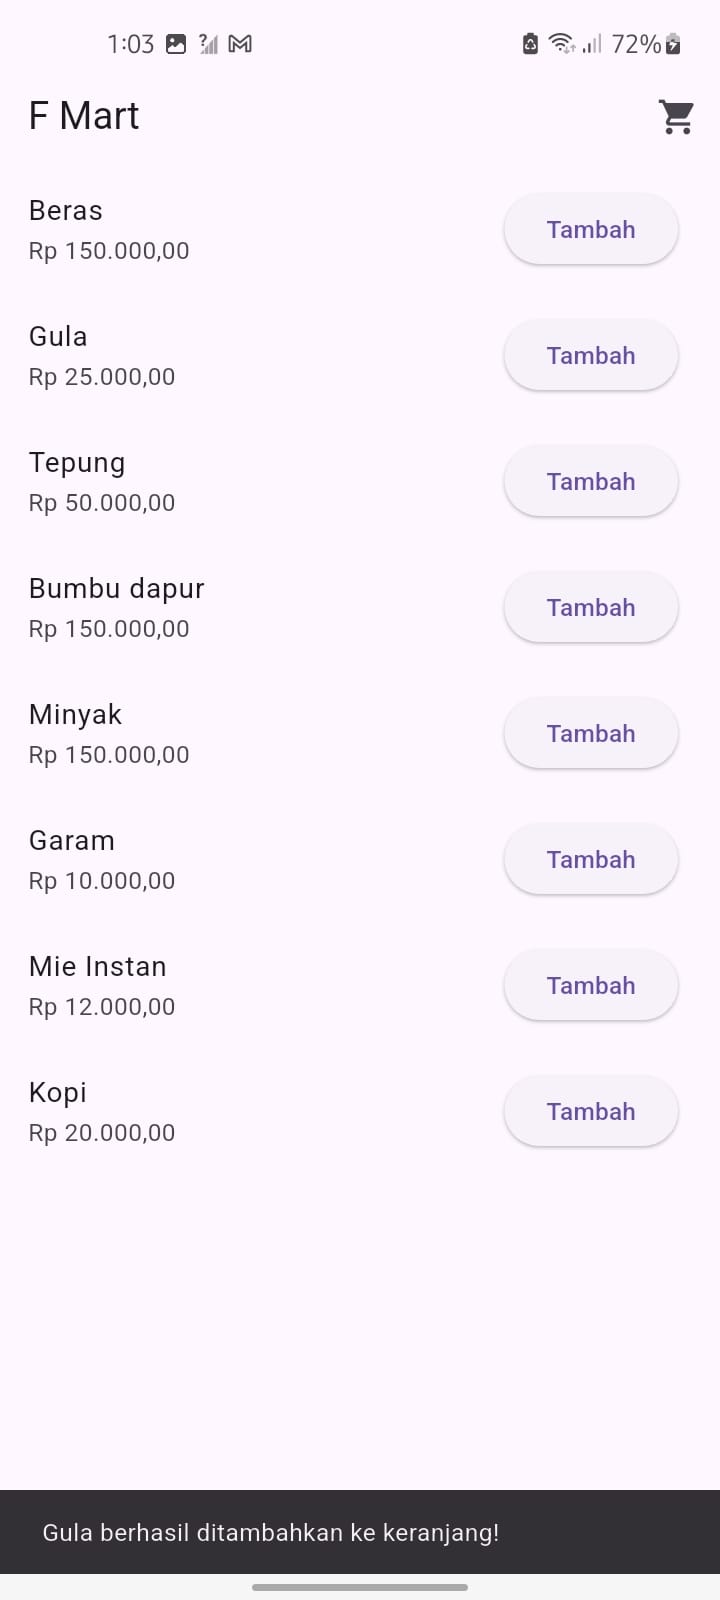 1:03
72%
F Mart
Beras
Rp 150.000,00
Tambah
Gula
Rp 25.000,00
Tambah
Tepung
Rp 50.000,00
Tambah
Bumbu dapur
Rp 150.000,00
Tambah
Minyak
Rp 150.000,00
Tambah
Garam
Rp 10.000,00
Tambah
Mie Instan
Rp 12.000,00
Tambah
Kopi
Rp 20.000,00
Tambah
Gula berhasil ditambahkan ke keranjang!